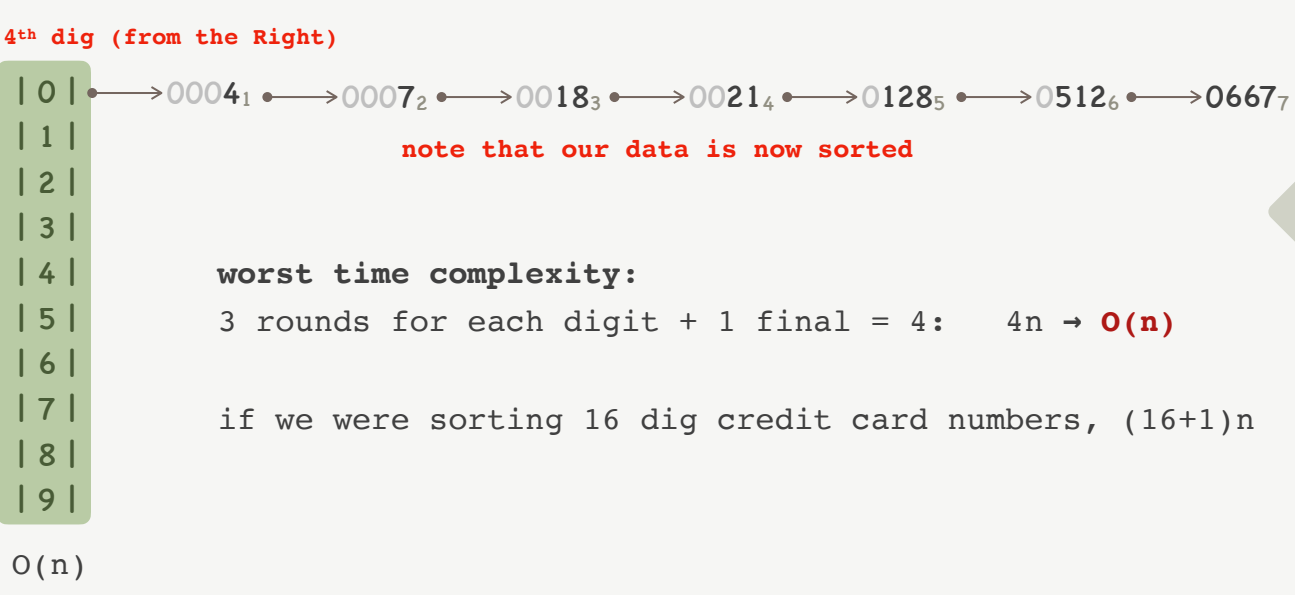 4th dig (from the Right)
| 0 | 0004₁ 0007₂ 0018₃ 0021₄ 0128₅ 0512₆ 0667₇
| 1 |
note that our data is now sorted
| 2 |
| 3 |
| 4 | worst time complexity:
| 5 | 3 rounds for each digit + 1 final = 4: 4n → O(n)
| 6 |
| 7 | if we were sorting 16 dig credit card numbers, (16+1)n
| 8 |
| 9 |
O(n)